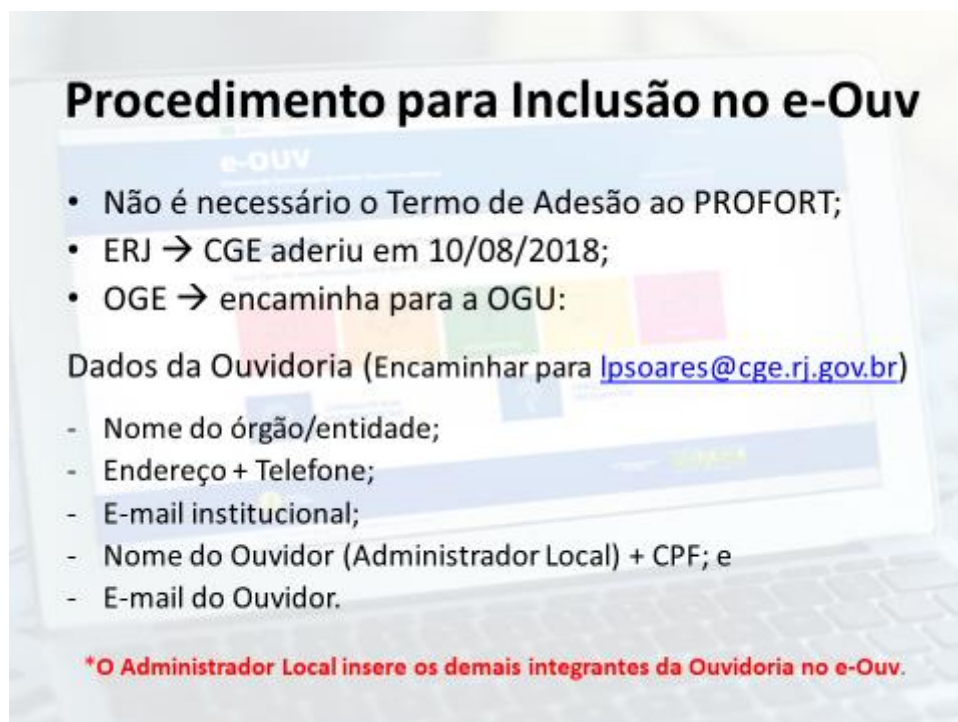 Procedimento para Inclusão no e-Ouv
e-OUV
• Não é necessário o Termo de Adesão ao PROFORT;
• ERJ → CGE aderiu em 10/08/2018;
• OGE → encaminha para a OGU:
Dados da Ouvidoria (Encaminhar para lpsoares@cge.rj.gov.br)
- Nome do órgão/entidade;
- Endereço + Telefone;
- E-mail institucional;
- Nome do Ouvidor (Administrador Local) + CPF; e
- E-mail do Ouvidor.
*O Administrador Local insere os demais integrantes da Ouvidoria no e-Ouv.